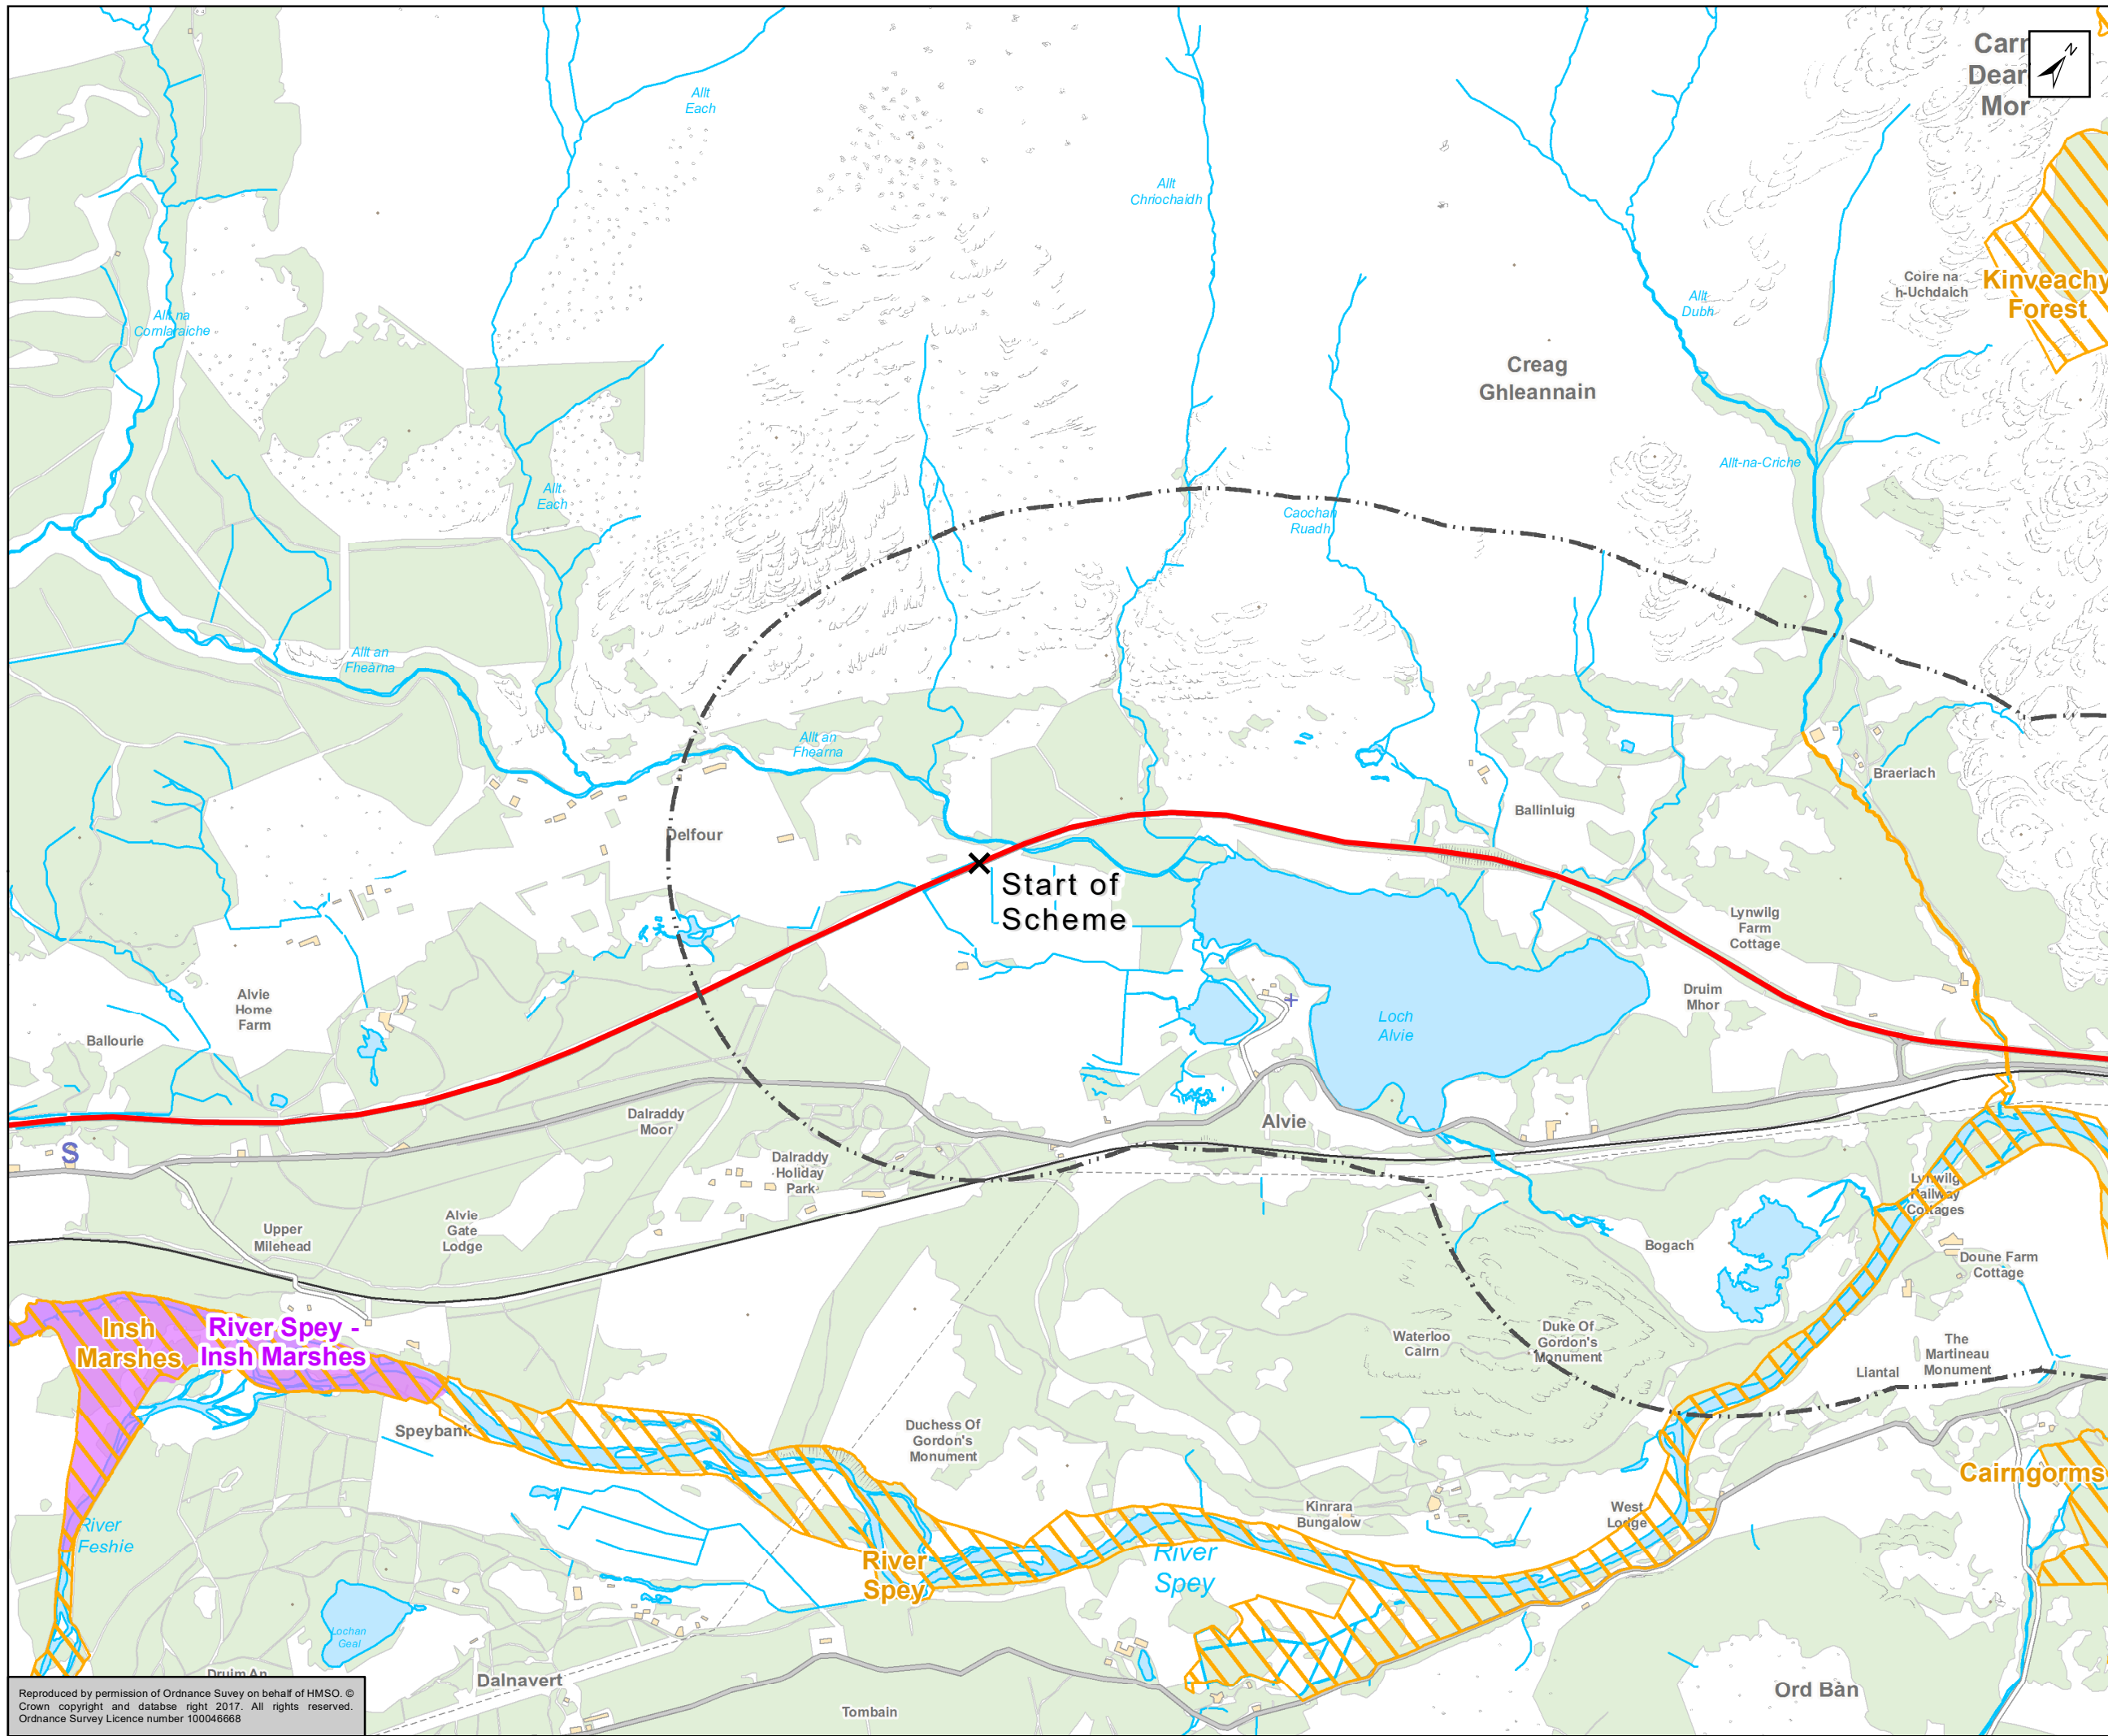 Carn
Dear
Mor
N
Allt
Each
Allt
Chriochaidh
Coire na
h-Uchdaich
Kinveachy
Forest
Allt
Dubh
Allt na
Cornlaraiche
Creag
Ghleannain
Allt-na-Criche
Allt
Each
Caochan
Ruadh
Allt an
Fhearna
Allt an
Fhearna
Braerlach
Ballinluig
Delfour
Start of
Scheme
Lynwilg
Farm
Cottage
Druim
Mhor
Alvie
Home
Farm
Loch
Alvie
Ballourie
Dalraddy
Moor
Alvie
S
Dalraddy
Holiday
Park
Lynwilg
Railway
Cottages
Upper
Milehead
Alvie
Gate
Lodge
Bogach
Doune Farm
Cottage
Insh
Marshes
River Spey -
Insh Marshes
Waterloo
Cairn
Duke Of
Gordon's
Monument
The
Martineau
Monument
Liantal
Speybank
Duchess Of
Gordon's
Monument
Cairngorms
Kinrara
Bungalow
West
Lodge
River
Feshie
River
Spey
River
Spey
Lochan
Geal
Druim An
Dalnavert
Ord Bàn
Tombain
Reproduced by permission of Ordnance Suvey on behalf of HMSO. ©
Crown copyright and databse right 2017. All rights reserved.
Ordnance Survey Licence number 100046668